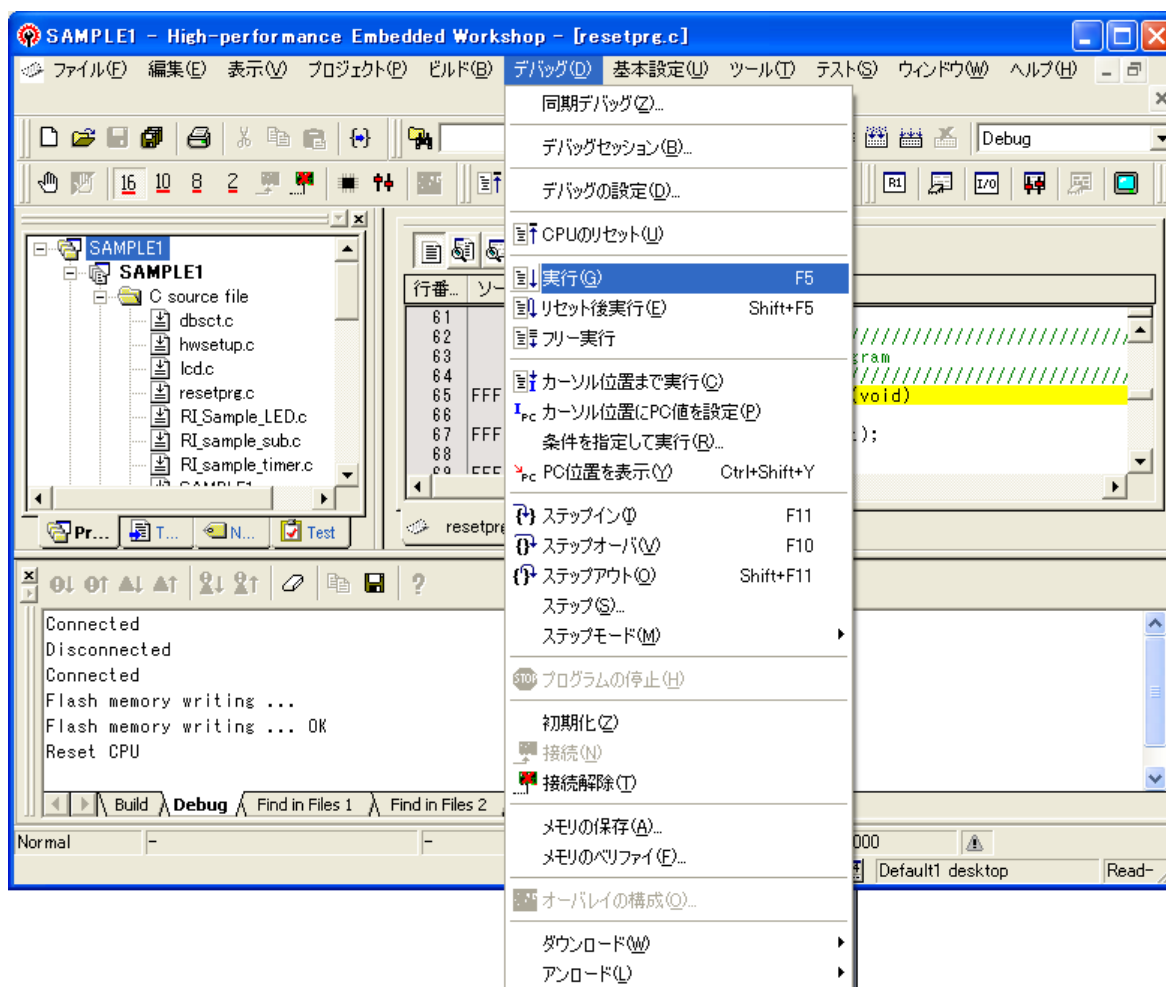 SAMPLE1 - High-performance Embedded Workshop - [resetprg.c]
ファイル(F) 編集(E) 表示(V) プロジェクト(P) ビルド(B) デバッグ(D) 基本設定(U) ツール(T) テスト(S) ウィンドウ(W) ヘルプ(H)
Debug
16 10 8 2
R1 I/O
同期デバッグ(Z)...
デバッグセッション(B)...
デバッグの設定(D)...
CPUのリセット(U)
実行(G) F5
リセット後実行(E) Shift+F5
フリー実行
カーソル位置まで実行(C)
カーソル位置にPC値を設定(P)
条件を指定して実行(R)...
PC位置を表示(Y) Ctrl+Shift+Y
ステップイン(I) F11
ステップオーバ(V) F10
ステップアウト(O) Shift+F11
ステップ(S)...
ステップモード(M)
STOP プログラムの停止(H)
初期化(Z)
接続(N)
接続解除(T)
メモリの保存(A)...
メモリのベリファイ(F)...
オーバレイの構成(O)...
ダウンロード(W)
アンロード(L)
SAMPLE1
SAMPLE1
C source file
dbsct.c
hwsetup.c
lcd.c
resetprg.c
RI_Sample_LED.c
RI_sample_sub.c
RI_sample_timer.c
Pr... T... N... Test
行番... ソー
61
62 //////////////////////////
63 gram
64 //////////////////////////
65 FFF (void)
66
67 FFF );
68
69 FFF
resetpr
Connected
Disconnected
Connected
Flash memory writing ...
Flash memory writing ... OK
Reset CPU
Build Debug Find in Files 1 Find in Files 2
Normal - - 000
Default1 desktop Read-